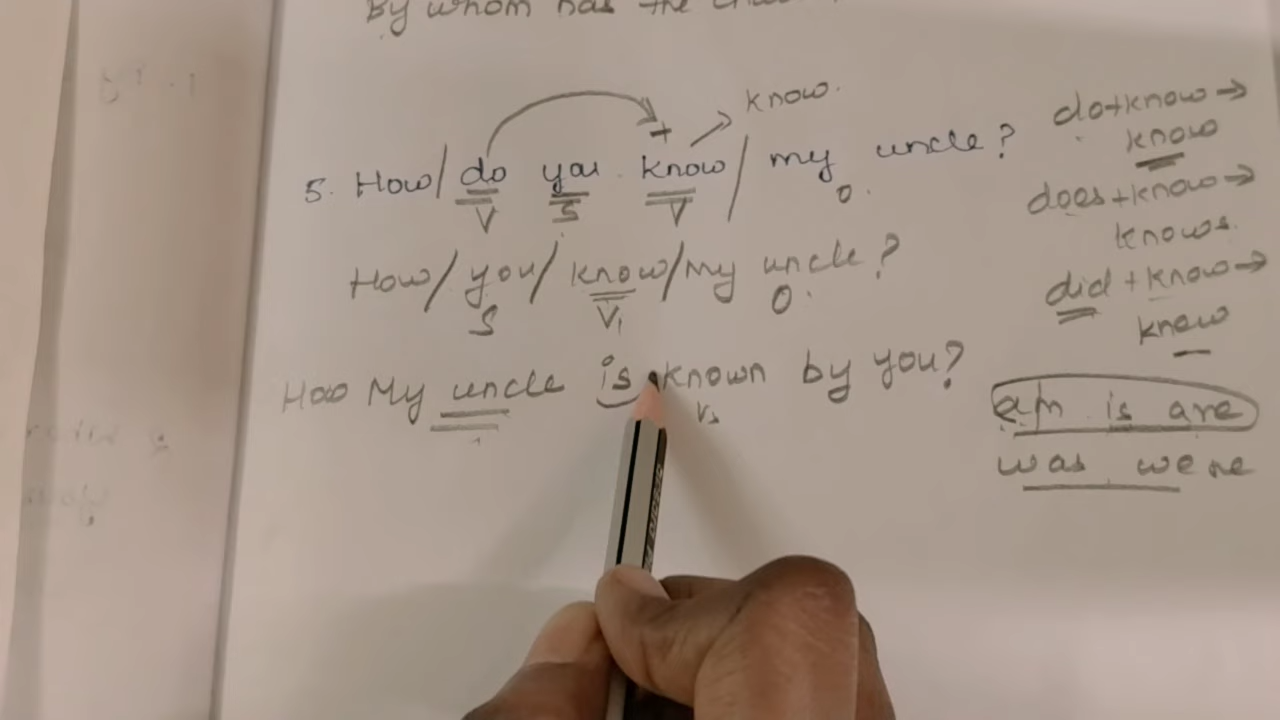 By whom has the
know.
5. How/ do you know / my uncle?
V S V O.
How/ you/ know/my uncle?
S V1 O.
How My uncle is known by you?
V3
do+know →
know
does+know →
knows.
did + know →
knew
am is are
was were